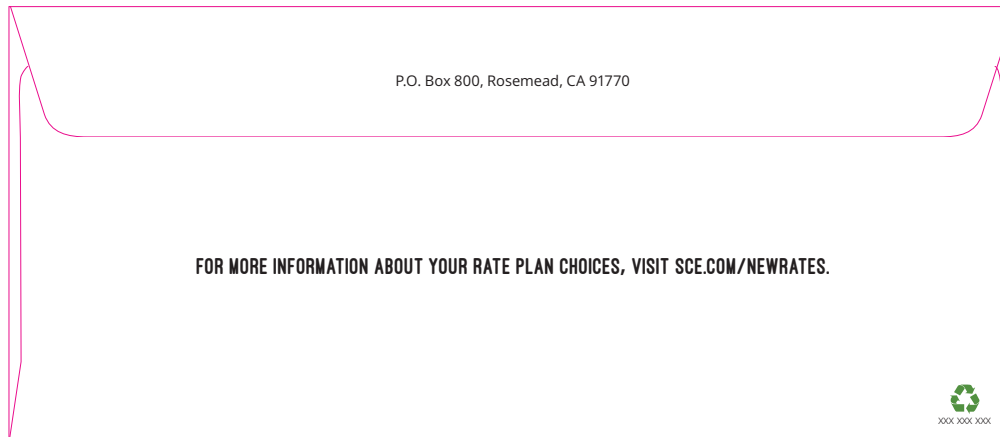 P.O. Box 800, Rosemead, CA 91770
FOR MORE INFORMATION ABOUT YOUR RATE PLAN CHOICES, VISIT SCE.COM/NEWRATES.
XXX XXX XXX